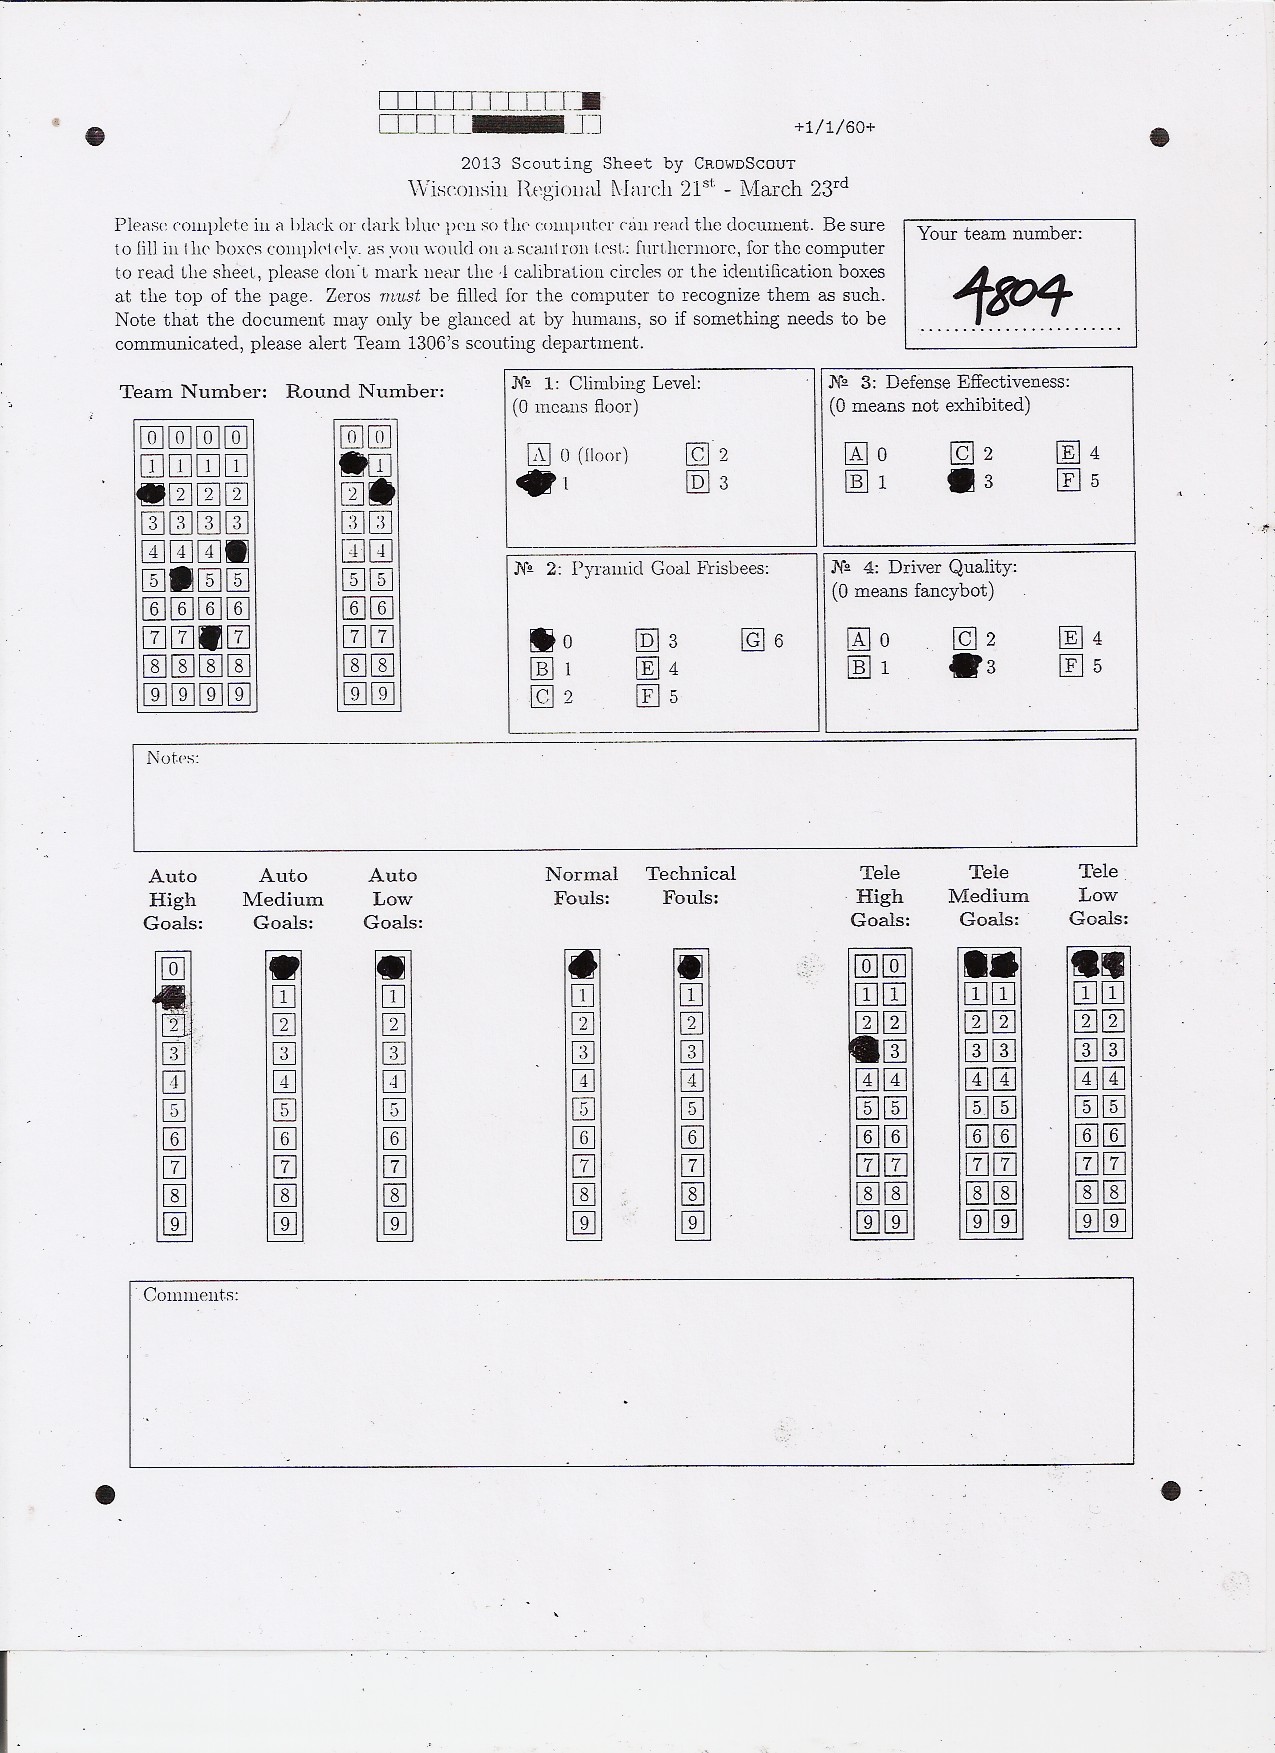 +1/1/60+
2013 Scouting Sheet by CROWDSCOUT
Wisconsin Regional March 21st - March 23rd
Please complete in a black or dark blue pen so the computer can read the document. Be sure
to fill in the boxes completely, as you would on a scantron test; furthermore, for the computer
to read the sheet, please don't mark near the 4 calibration circles or the identification boxes
at the top of the page. Zeros must be filled for the computer to recognize them as such.
Note that the document may only be glanced at by humans, so if something needs to be
communicated, please alert Team 1306's scouting department.
Your team number:
4804
Team Number: Round Number:
0 0 0 0 0 0
1 1 1 1 1
2 2 2 2
3 3 3 3 3 3
4 4 4 4 4
5 5 5 5 5
6 6 6 6 6 6
7 7 7 7 7
8 8 8 8 8 8
9 9 9 9 9 9
№ 1: Climbing Level:
(0 means floor)
A 0 (floor) C 2
1 D 3
№ 3: Defense Effectiveness:
(0 means not exhibited)
A 0 C 2 E 4
B 1 3 F 5
№ 2: Pyramid Goal Frisbees:
0 D 3 G 6
B 1 E 4
C 2 F 5
№ 4: Driver Quality:
(0 means fancybot)
A 0 C 2 E 4
B 1 3 F 5
Notes:
Auto Auto Auto Normal Technical Tele Tele Tele
High Medium Low Fouls: Fouls: High Medium Low
Goals: Goals: Goals: Goals: Goals: Goals:
0 0 0
1 1 1 1 1 1 1 1 1 1
2 2 2 2 2 2 2 2 2 2 2
3 3 3 3 3 3 3 3 3 3
4 4 4 4 4 4 4 4 4 4 4
5 5 5 5 5 5 5 5 5 5 5
6 6 6 6 6 6 6 6 6 6 6
7 7 7 7 7 7 7 7 7 7 7
8 8 8 8 8 8 8 8 8 8 8
9 9 9 9 9 9 9 9 9 9 9
Comments: